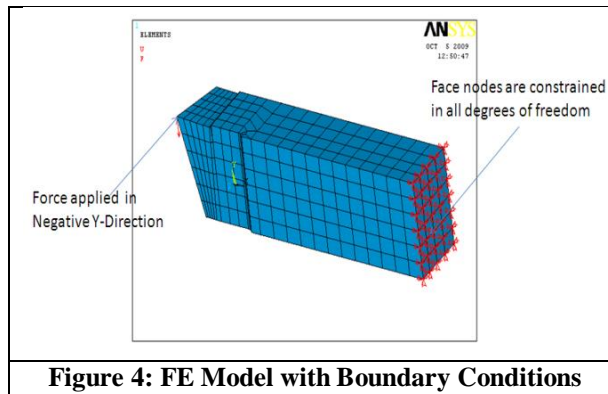 1
ELEMENTS
U
F
ANSYS
OCT 5 2009
12:50:47
Face nodes are constrained
in all degrees of freedom
Force applied in
Negative Y-Direction
Figure 4: FE Model with Boundary Conditions